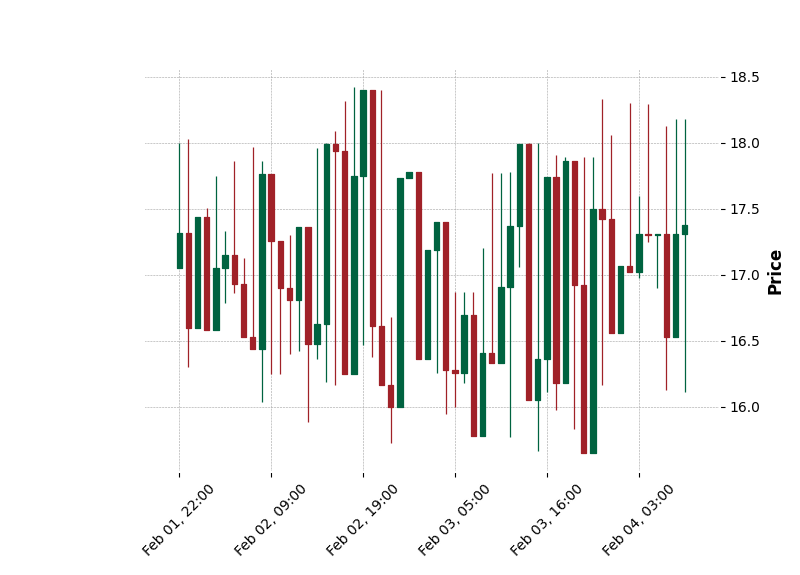 18.5
18.0
17.5
17.0
16.5
16.0
Price
Feb 01, 22:00
Feb 02, 09:00
Feb 02, 19:00
Feb 03, 05:00
Feb 03, 16:00
Feb 04, 03:00